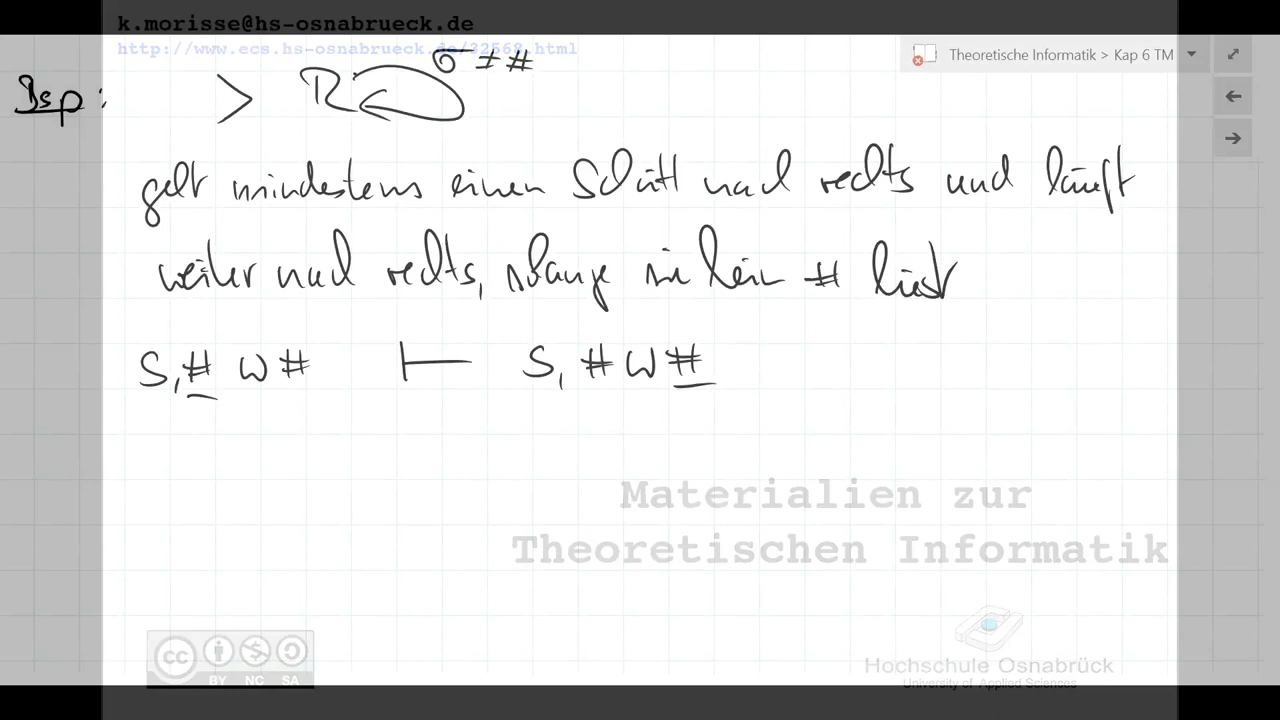 k.morisse@hs-osnabrueck.de
http://www.ecs.hs-osnabrueck.de/32568.html
Theoretische Informatik > Kap 6 TM
Bsp: > R σ ≠ #
geht mindestens einen Schritt nach rechts und läuft
weiter nach rechts, solange sie kein # liest
S, # w # ⊢ S, # w #
Materialien zur
Theoretischen Informatik
cc BY NC SA
Hochschule Osnabrück
University of Applied Sciences